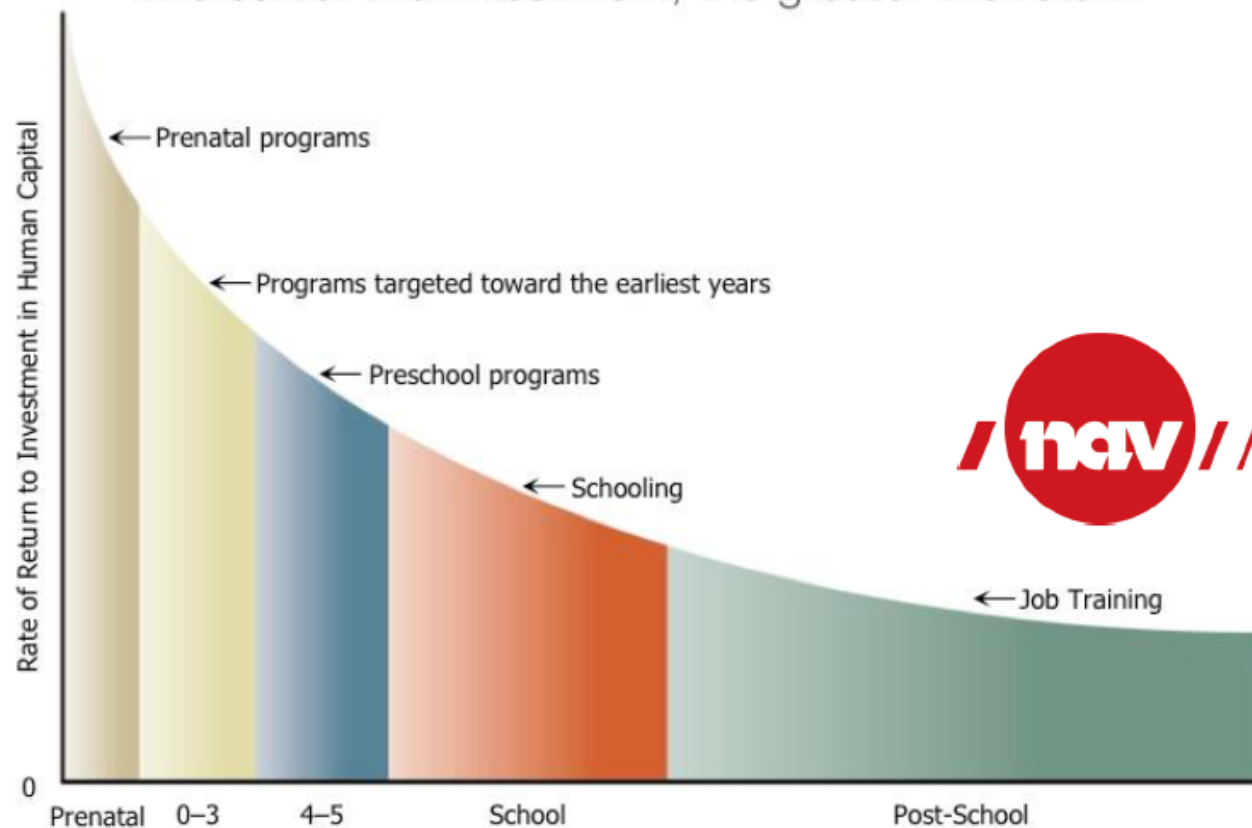 Rate of Return to Investment in Human Capital
← Prenatal programs
← Programs targeted toward the earliest years
← Preschool programs
/ nav //
← Schooling
← Job Training
0
Prenatal 0–3 4–5 School Post-School